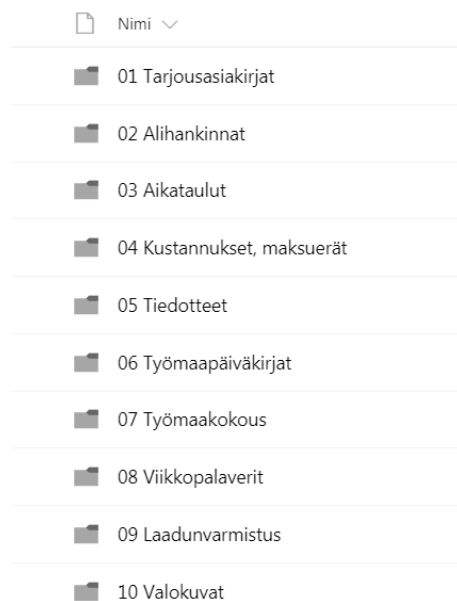 Nimi
01 Tarjousasiakirjat
02 Alihankinnat
03 Aikataulut
04 Kustannukset, maksuerät
05 Tiedotteet
06 Työmaapäiväkirjat
07 Työmaakokous
08 Viikkopalaverit
09 Laadunvarmistus
10 Valokuvat